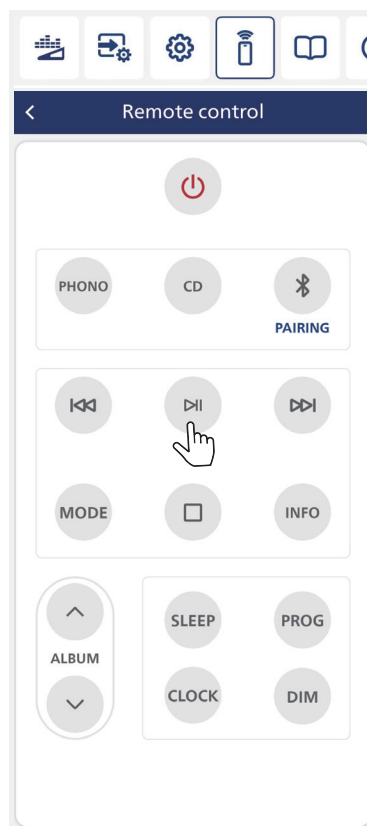 Remote control
PHONO
CD
PAIRING
MODE
INFO
ALBUM
SLEEP
PROG
CLOCK
DIM